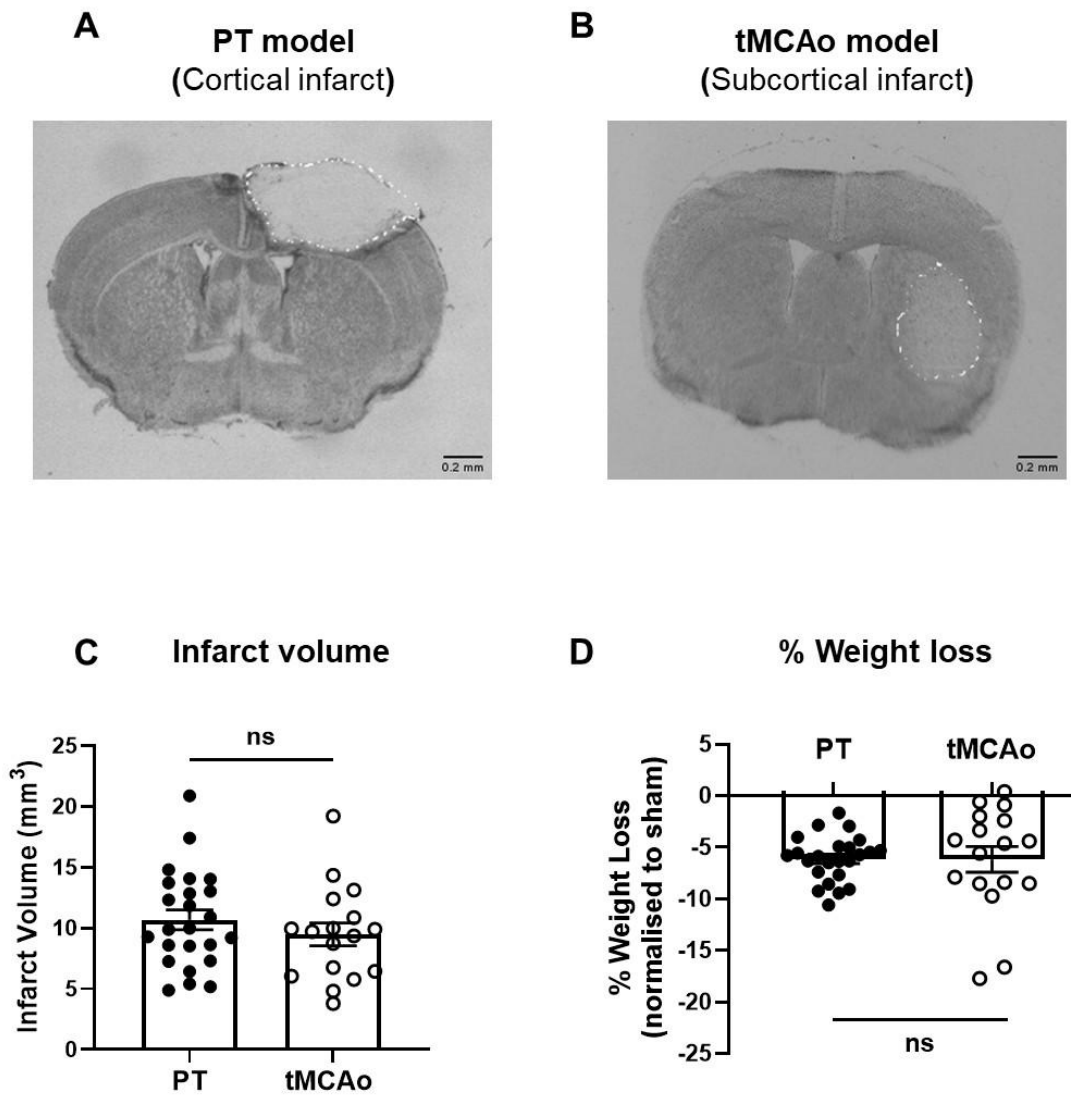 A
PT model
(Cortical infarct)
0.2 mm
B
tMCAo model
(Subcortical infarct)
0.2 mm
C
Infarct volume
Infarct Volume (mm³)
25
20
15
10
5
0
ns
PT
tMCAo
D
% Weight loss
% Weight Loss
(normalised to sham)
5
0
-5
-10
-15
-20
-25
PT
tMCAo
ns